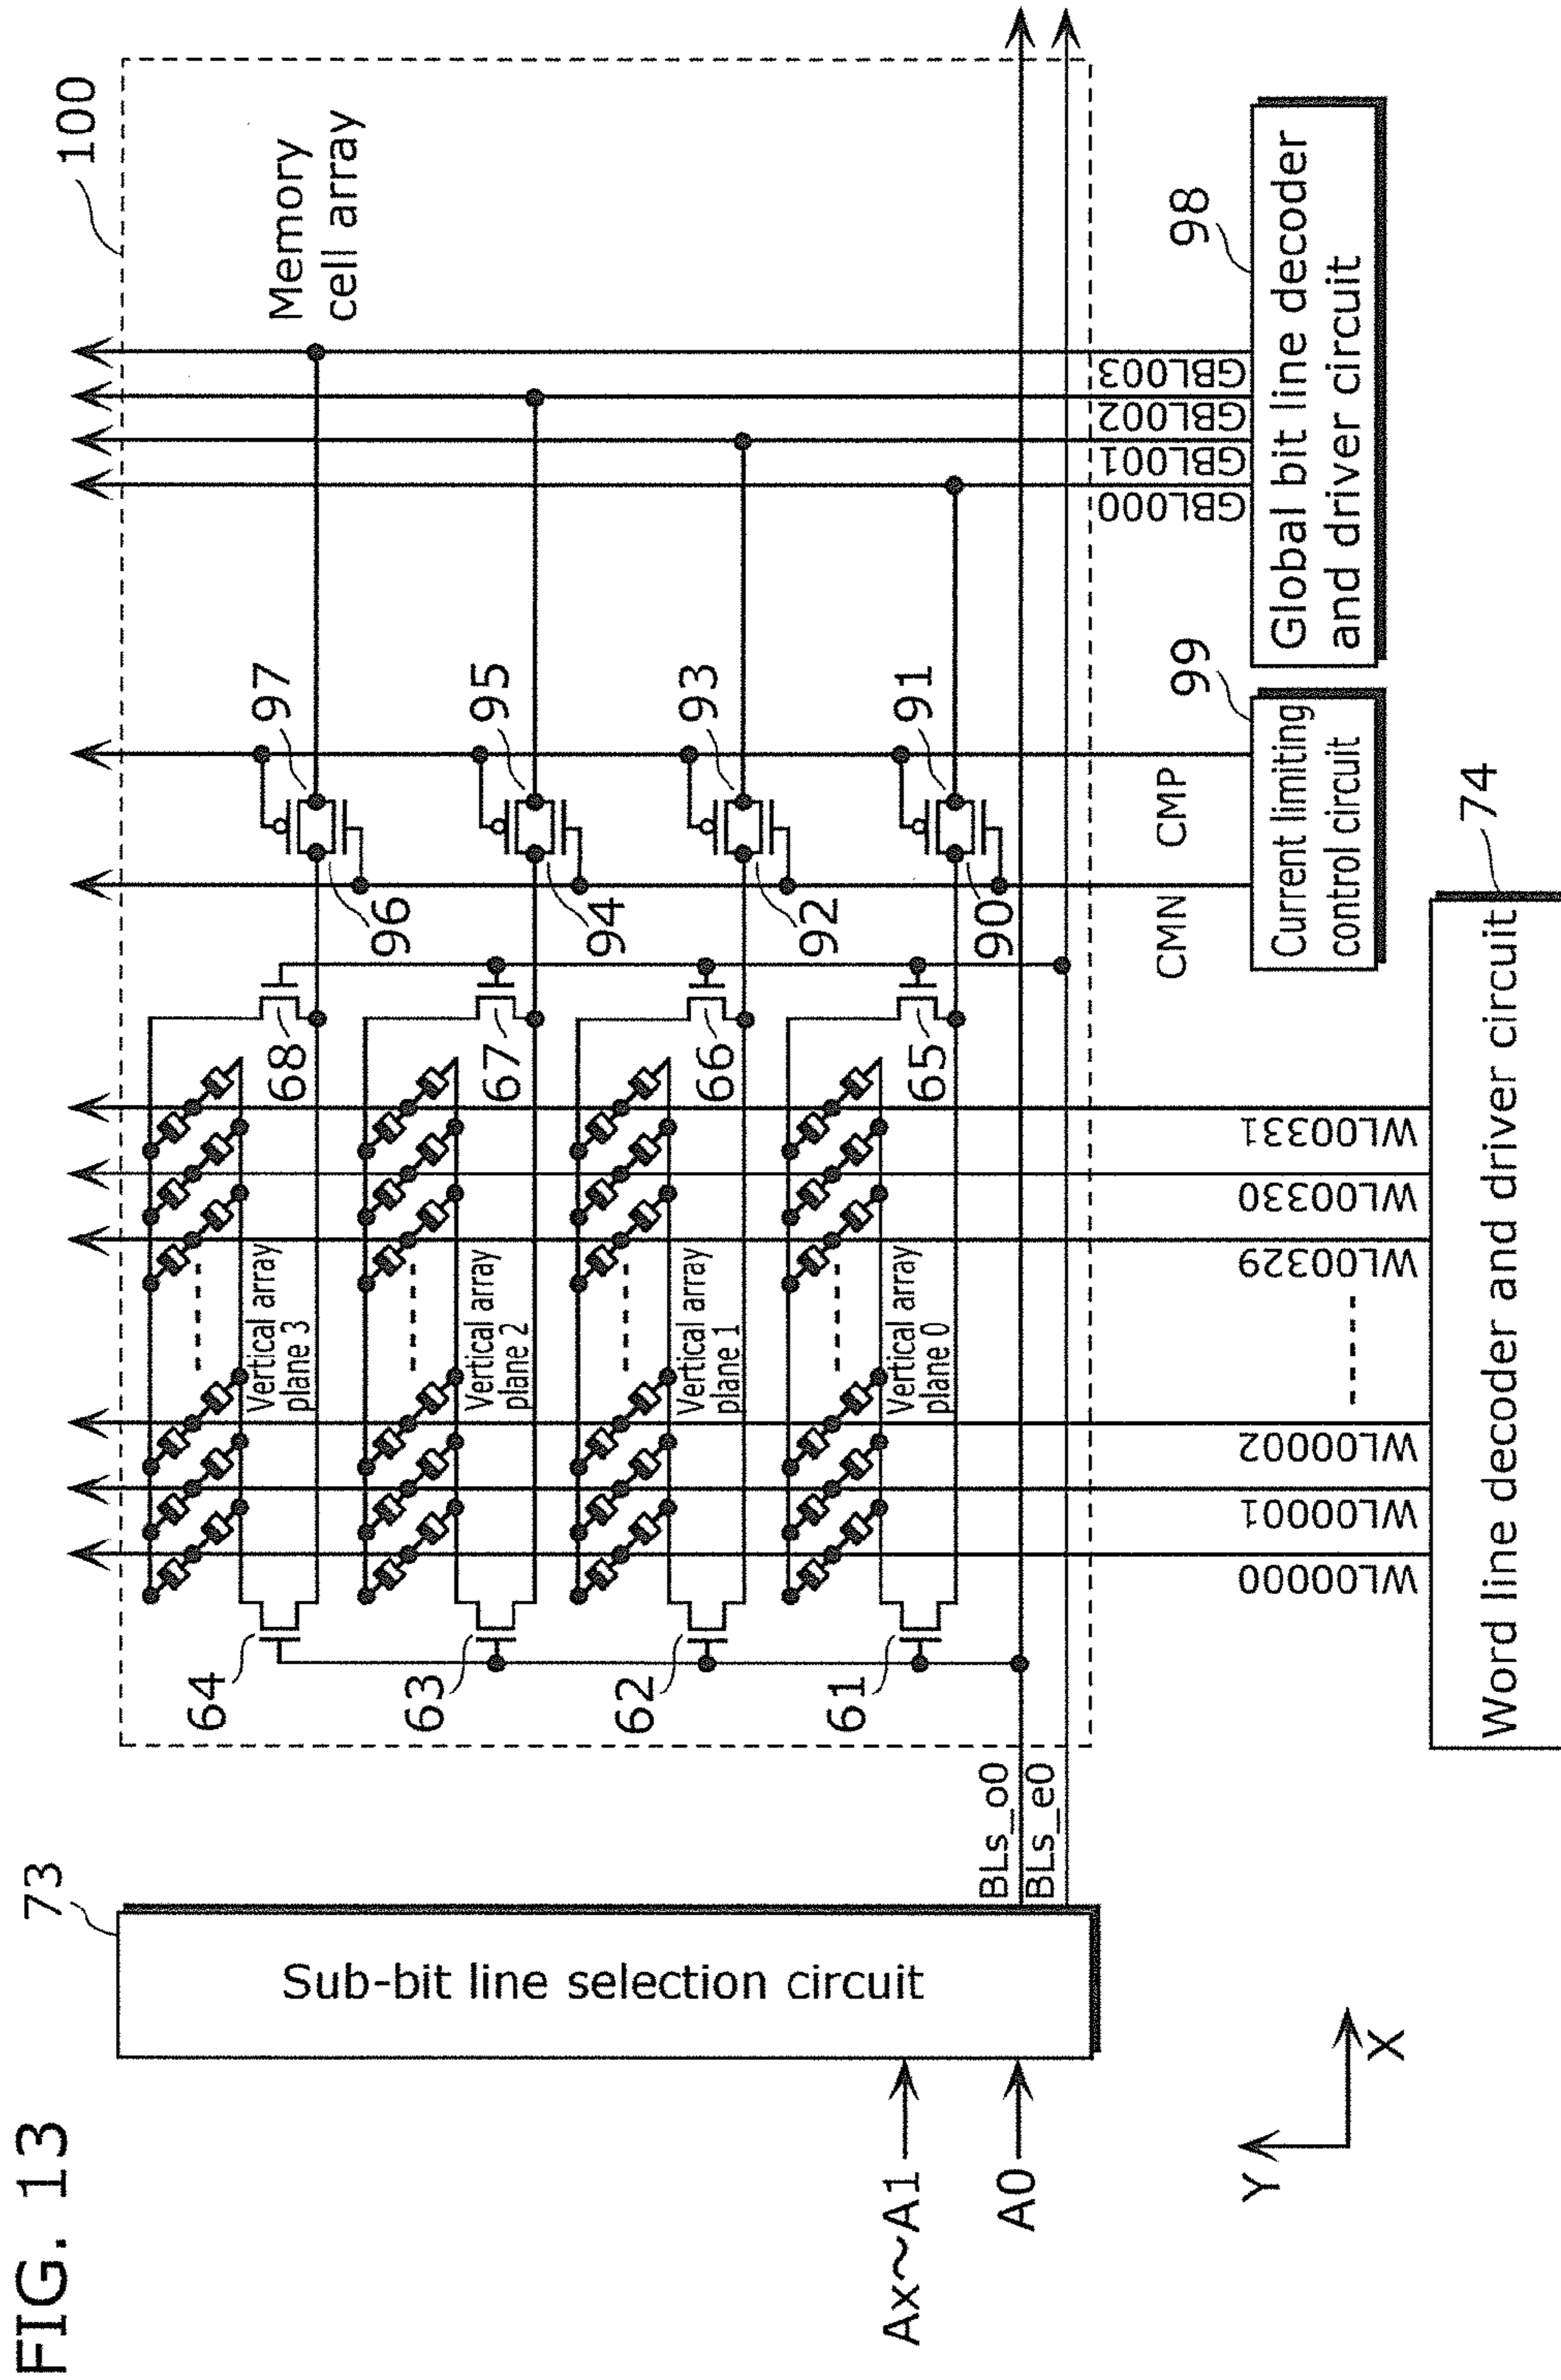 FIG. 13
73
Sub-bit line selection circuit
Ax~A1
A0
Y
X
BLs_o0
BLs_e0
100
Memory
cell array
64
68
96
97
Vertical array
plane 3
63
67
94
95
Vertical array
plane 2
62
66
92
93
Vertical array
plane 1
61
65
90
91
Vertical array
plane 0
WL00000
WL00001
WL00002
WL00329
WL00330
WL00331
CMN
CMP
GBL000
GBL001
GBL002
GBL003
74
Word line decoder and driver circuit
99
Current limiting
control circuit
98
Global bit line decoder
and driver circuit